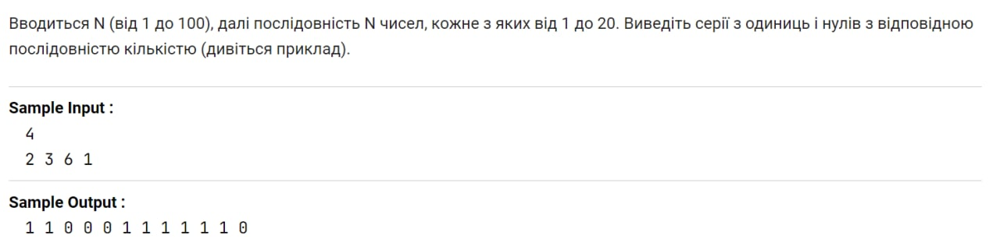 Вводиться N (від 1 до 100), далі послідовність N чисел, кожне з яких від 1 до 20. Виведіть серії з одиниць і нулів з відповідною
послідовністю кількістю (дивіться приклад).
Sample Input :
4
2 3 6 1
Sample Output :
1 1 0 0 0 1 1 1 1 1 1 0